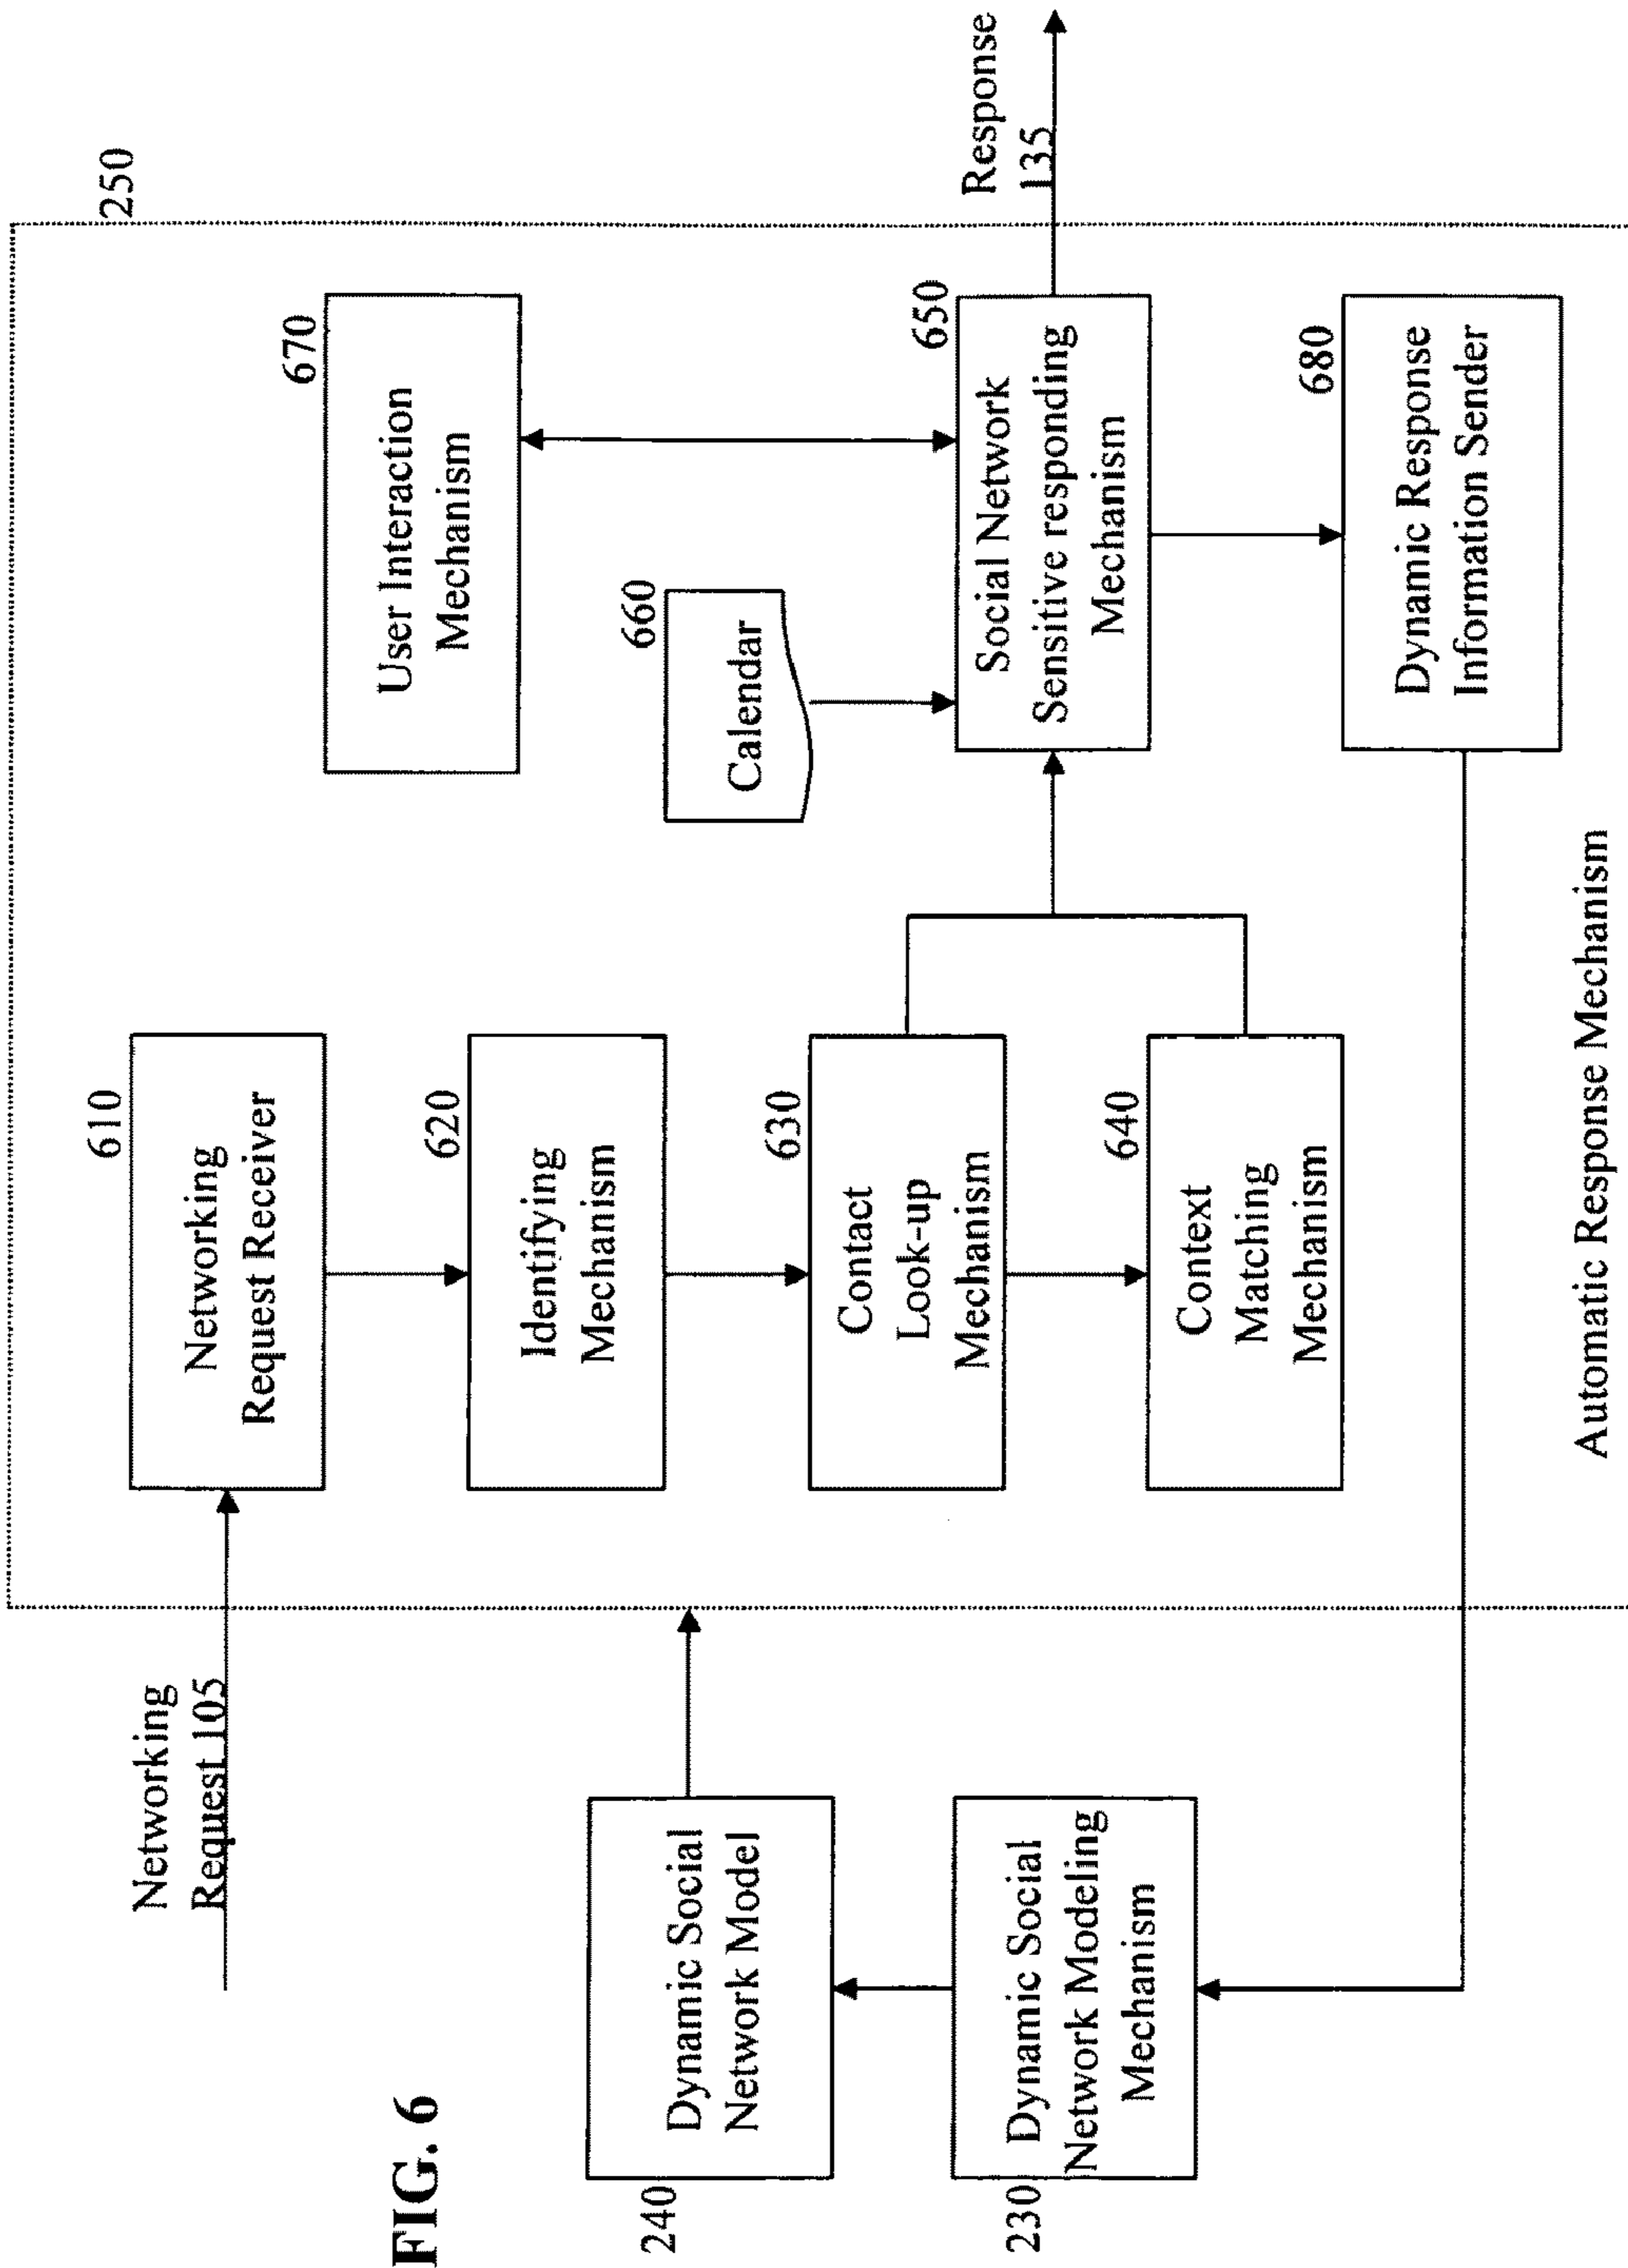 FIG. 6
Networking
Request 105
240
Dynamic Social
Network Model
230
Dynamic Social
Network Modeling
Mechanism
250
610
Networking
Request Receiver
620
Identifying
Mechanism
630
Contact
Look-up
Mechanism
640
Context
Matching
Mechanism
670
User Interaction
Mechanism
660
Calendar
650
Social Network
Sensitive responding
Mechanism
680
Dynamic Response
Information Sender
Response
135
Automatic Response Mechanism